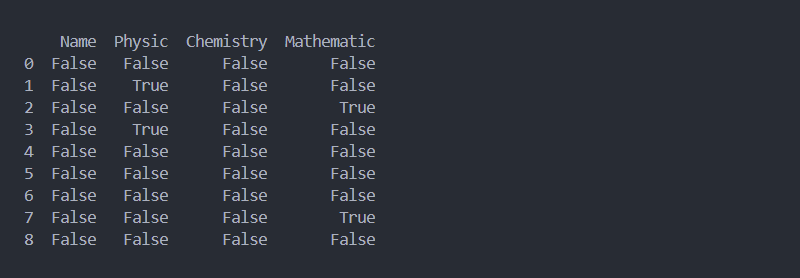 Name Physic Chemistry Mathematic
0 False False False False
1 False True False False
2 False False False True
3 False True False False
4 False False False False
5 False False False False
6 False False False False
7 False False False True
8 False False False False